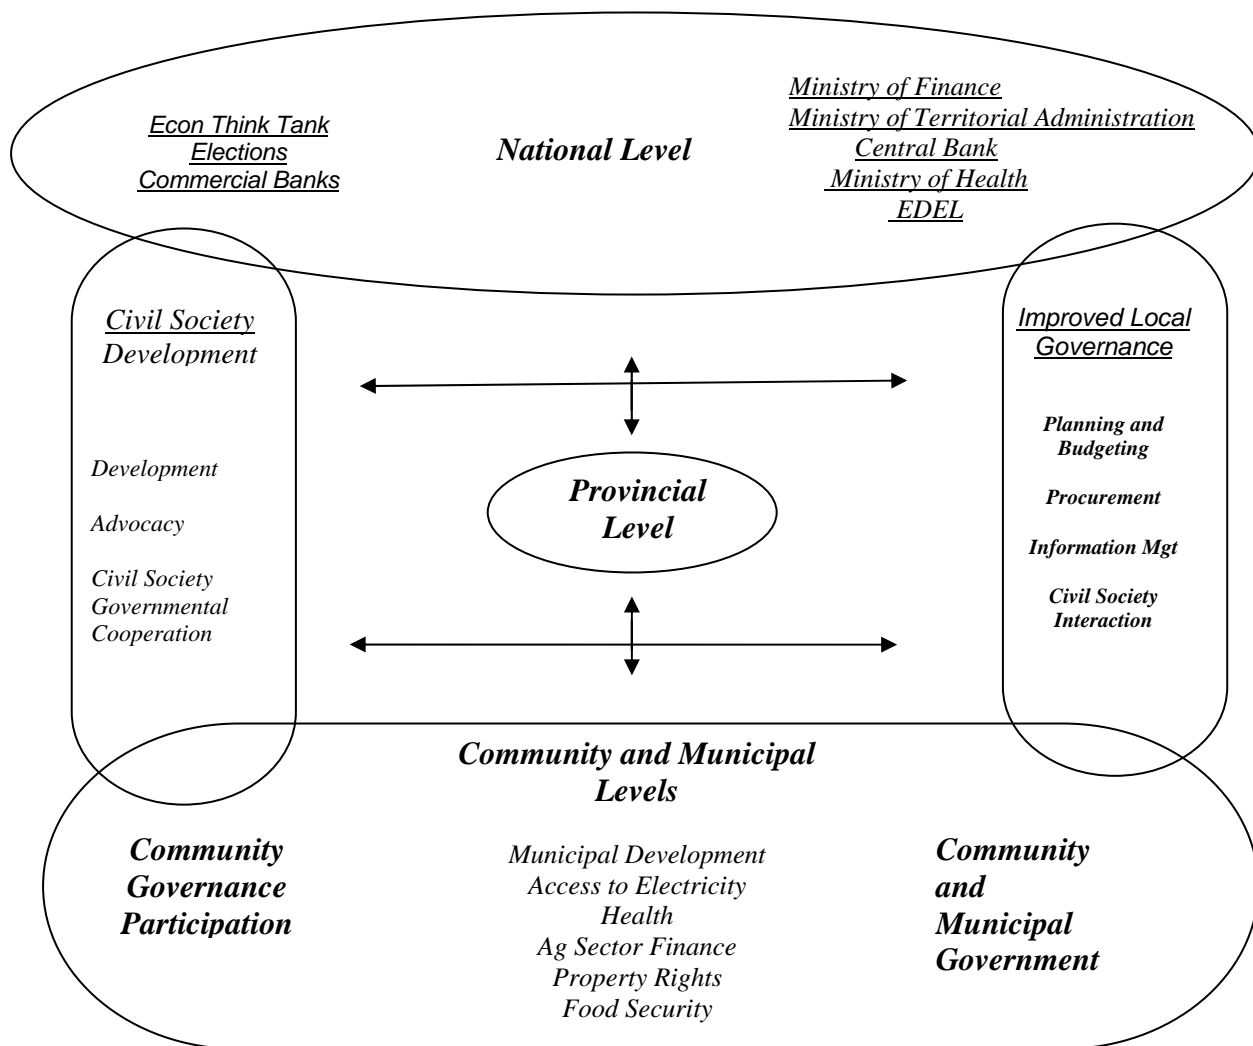 Econ Think Tank
Elections
Commercial Banks
National Level
Ministry of Finance
Ministry of Territorial Administration
Central Bank
Ministry of Health
EDEL
Civil Society
Development
Development
Advocacy
Civil Society
Governmental
Cooperation
Provincial
Level
Improved Local
Governance
Planning and
Budgeting
Procurement
Information Mgt
Civil Society
Interaction
Community and Municipal
Levels
Community
Governance
Participation
Municipal Development
Access to Electricity
Health
Ag Sector Finance
Property Rights
Food Security
Community
and
Municipal
Government